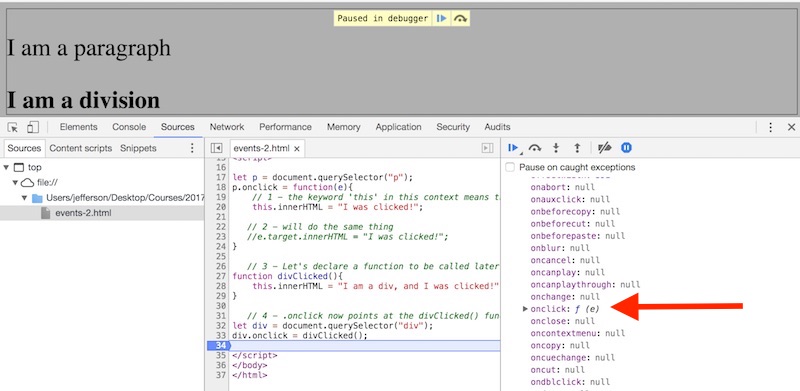 Paused in debugger
I am a paragraph
I am a division
Elements Console Sources Network Performance Memory Application Security Audits
Sources Content scripts Snippets
events-2.html ×
Pause on caught exceptions
top
file://
Users/jefferson/Desktop/Courses/2017
events-2.html
15 <script>
16
17 let p = document.querySelector("p");
18 p.onclick = function(e){
19 // 1 - the keyword 'this' in this context means t
20 this.innerHTML = "I was clicked!";
21
22 // 2 - will do the same thing
23 //e.target.innerHTML = "I was clicked!";
24 }
25
26 // 3 - Let's declare a function to be called later
27 function divClicked(){
28 this.innerHTML = "I am a div, and I was clicked!"
29 }
30
31 // 4 - .onclick now points at the divClicked() fun
32 let div = document.querySelector("div");
33 div.onclick = divClicked();
34
35 </script>
36 </body>
37 </html>
onabort: null
onauxclick: null
onbeforecopy: null
onbeforecut: null
onbeforepaste: null
onblur: null
oncancel: null
oncanplay: null
oncanplaythrough: null
onchange: null
onclick: ƒ (e)
onclose: null
oncontextmenu: null
oncopy: null
oncuechange: null
oncut: null
ondblclick: null